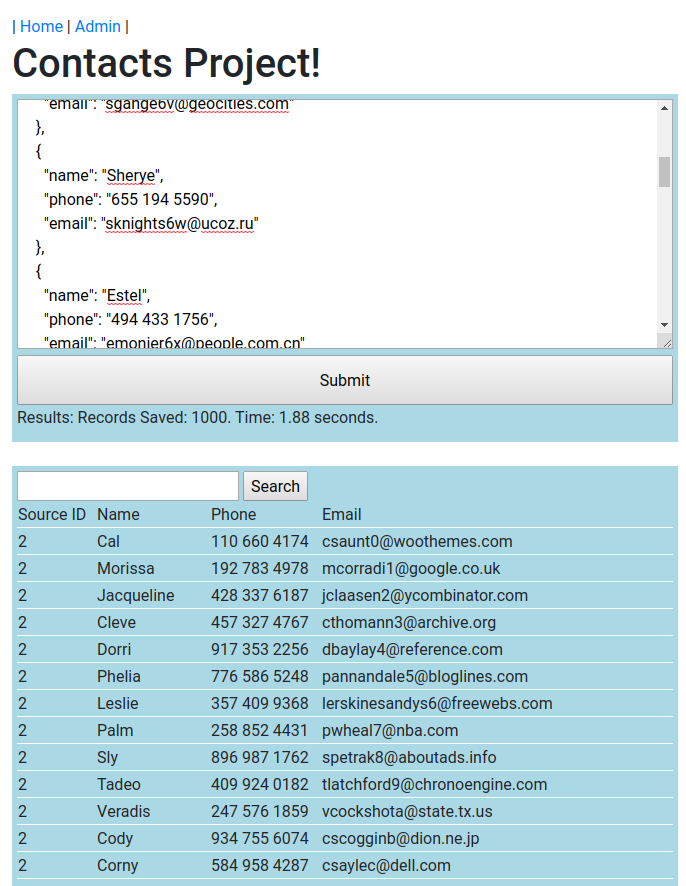 | Home | Admin |
Contacts Project!
"email": "sgange6v@geocities.com"
},
{
"name": "Sherye",
"phone": "655 194 5590",
"email": "sknights6w@ucoz.ru"
},
{
"name": "Estel",
"phone": "494 433 1756",
"email": "emonier6x@people.com.cn"
Submit
Results: Records Saved: 1000. Time: 1.88 seconds.
Search
Source ID Name Phone Email
2 Cal 110 660 4174 csaunt0@woothemes.com
2 Morissa 192 783 4978 mcorradi1@google.co.uk
2 Jacqueline 428 337 6187 jclaasen2@ycombinator.com
2 Cleve 457 327 4767 cthomann3@archive.org
2 Dorri 917 353 2256 dbaylay4@reference.com
2 Phelia 776 586 5248 pannandale5@bloglines.com
2 Leslie 357 409 9368 lerskinesandys6@freewebs.com
2 Palm 258 852 4431 pwheal7@nba.com
2 Sly 896 987 1762 spetrak8@aboutads.info
2 Tadeo 409 924 0182 tlatchford9@chronoengine.com
2 Veradis 247 576 1859 vcockshota@state.tx.us
2 Cody 934 755 6074 cscogginb@dion.ne.jp
2 Corny 584 958 4287 csaylec@dell.com